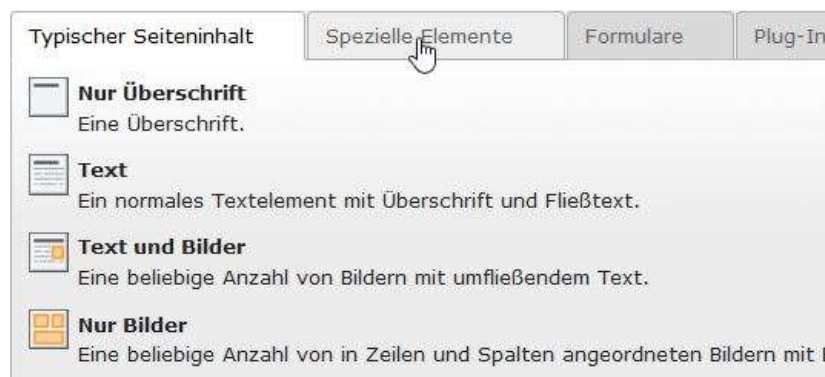 Typischer Seiteninhalt Spezielle Elemente Formulare Plug-In
Nur Überschrift
Eine Überschrift.
Text
Ein normales Textelement mit Überschrift und Fließtext.
Text und Bilder
Eine beliebige Anzahl von Bildern mit umfließendem Text.
Nur Bilder
Eine beliebige Anzahl von in Zeilen und Spalten angeordneten Bildern mit